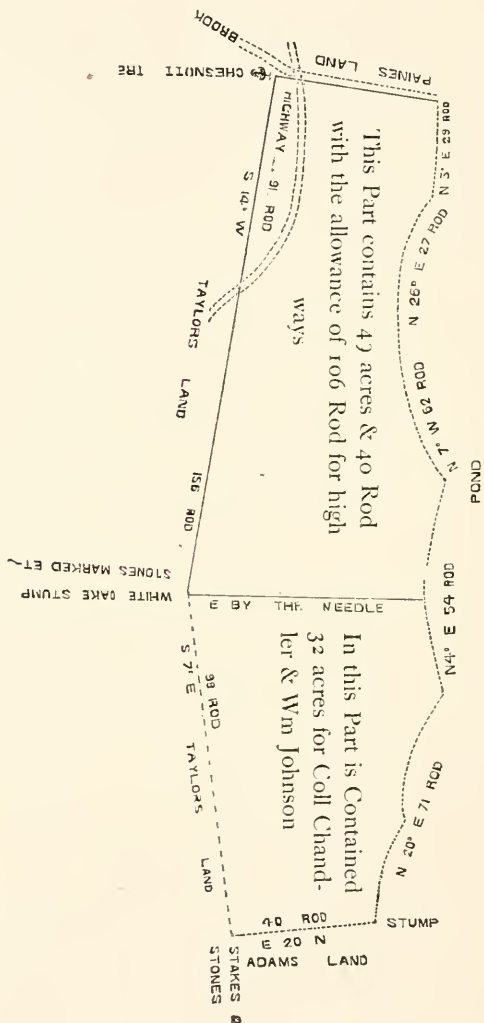 BROOK
CHESNUTT TRE
PAINES LAND
HIGHWAY 91 ROD
S 14° W
TAYLORS LAND
156 ROD
This Part contains 49 acres & 40 Rod
with the allowance of 106 Rod for high
ways
N 3° E 29 ROD
N 26° E 27 ROD
N 7° W 62 ROD
POND
WHITE OAKE STUMP
STONES MARKED ET
E BY THE NEEDLE
N4° E 54 ROD
In this Part is Contained
32 acres for Coll Chand-
ler & Wm Johnson
98 ROD
S 7° E TAYLORS LAND
N 20° E 71 ROD
40 ROD
E 20 N
STUMP
ADAMS LAND
STAKES &
STONES